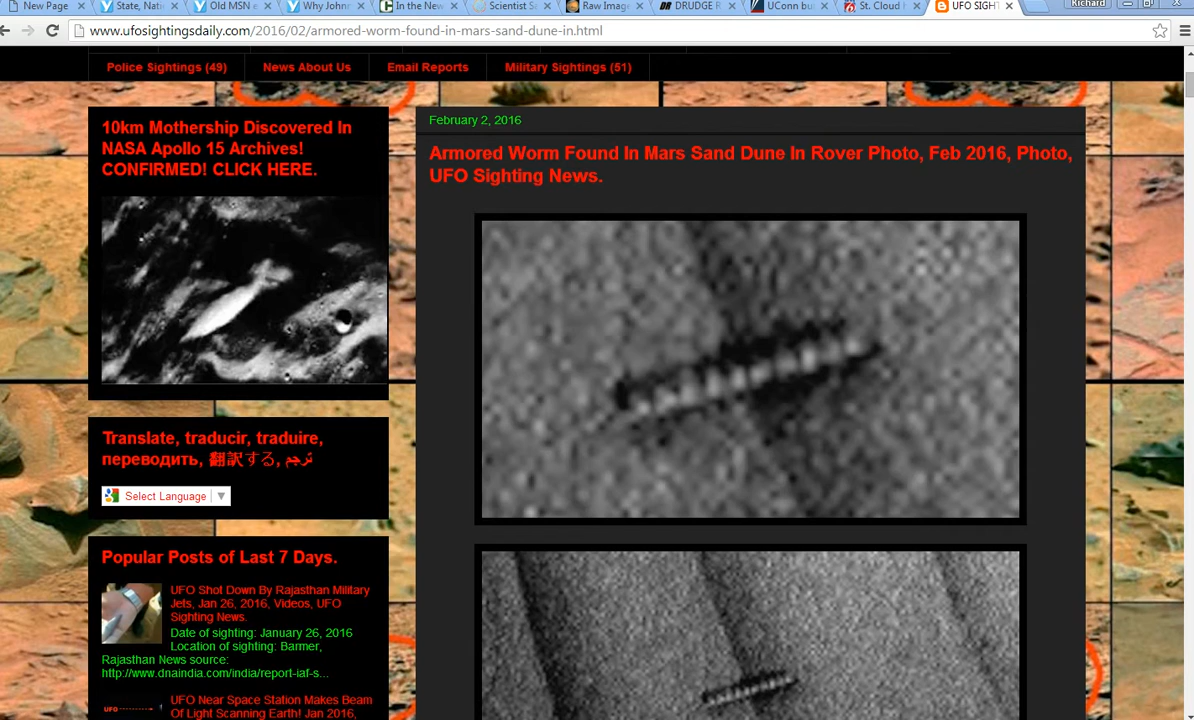 New Page
State, Nati
Old MSN e
Why Johnn
In the New
Scientist Sa
Raw Imag
DR DRUDGE R
UConn bu
St. Cloud H
UFO SIGHT
Richard
www.ufosightingsdaily.com/2016/02/armored-worm-found-in-mars-sand-dune-in.html
Police Sightings (49)
News About Us
Email Reports
Military Sightings (51)
10km Mothership Discovered In
NASA Apollo 15 Archives!
CONFIRMED! CLICK HERE.
Translate, traducir, traduire,
переводить, 翻訳する, ترجم
Select Language
Popular Posts of Last 7 Days.
UFO Shot Down By Rajasthan Military
Jets, Jan 26, 2016, Videos, UFO
Sighting News.
Date of sighting: January 26, 2016
Location of sighting: Barmer,
Rajasthan News source:
http://www.dnaindia.com/india/report-iaf-s...
UFO Near Space Station Makes Beam
Of Light Scanning Earth! Jan 2016,
UFO
February 2, 2016
Armored Worm Found In Mars Sand Dune In Rover Photo, Feb 2016, Photo,
UFO Sighting News.